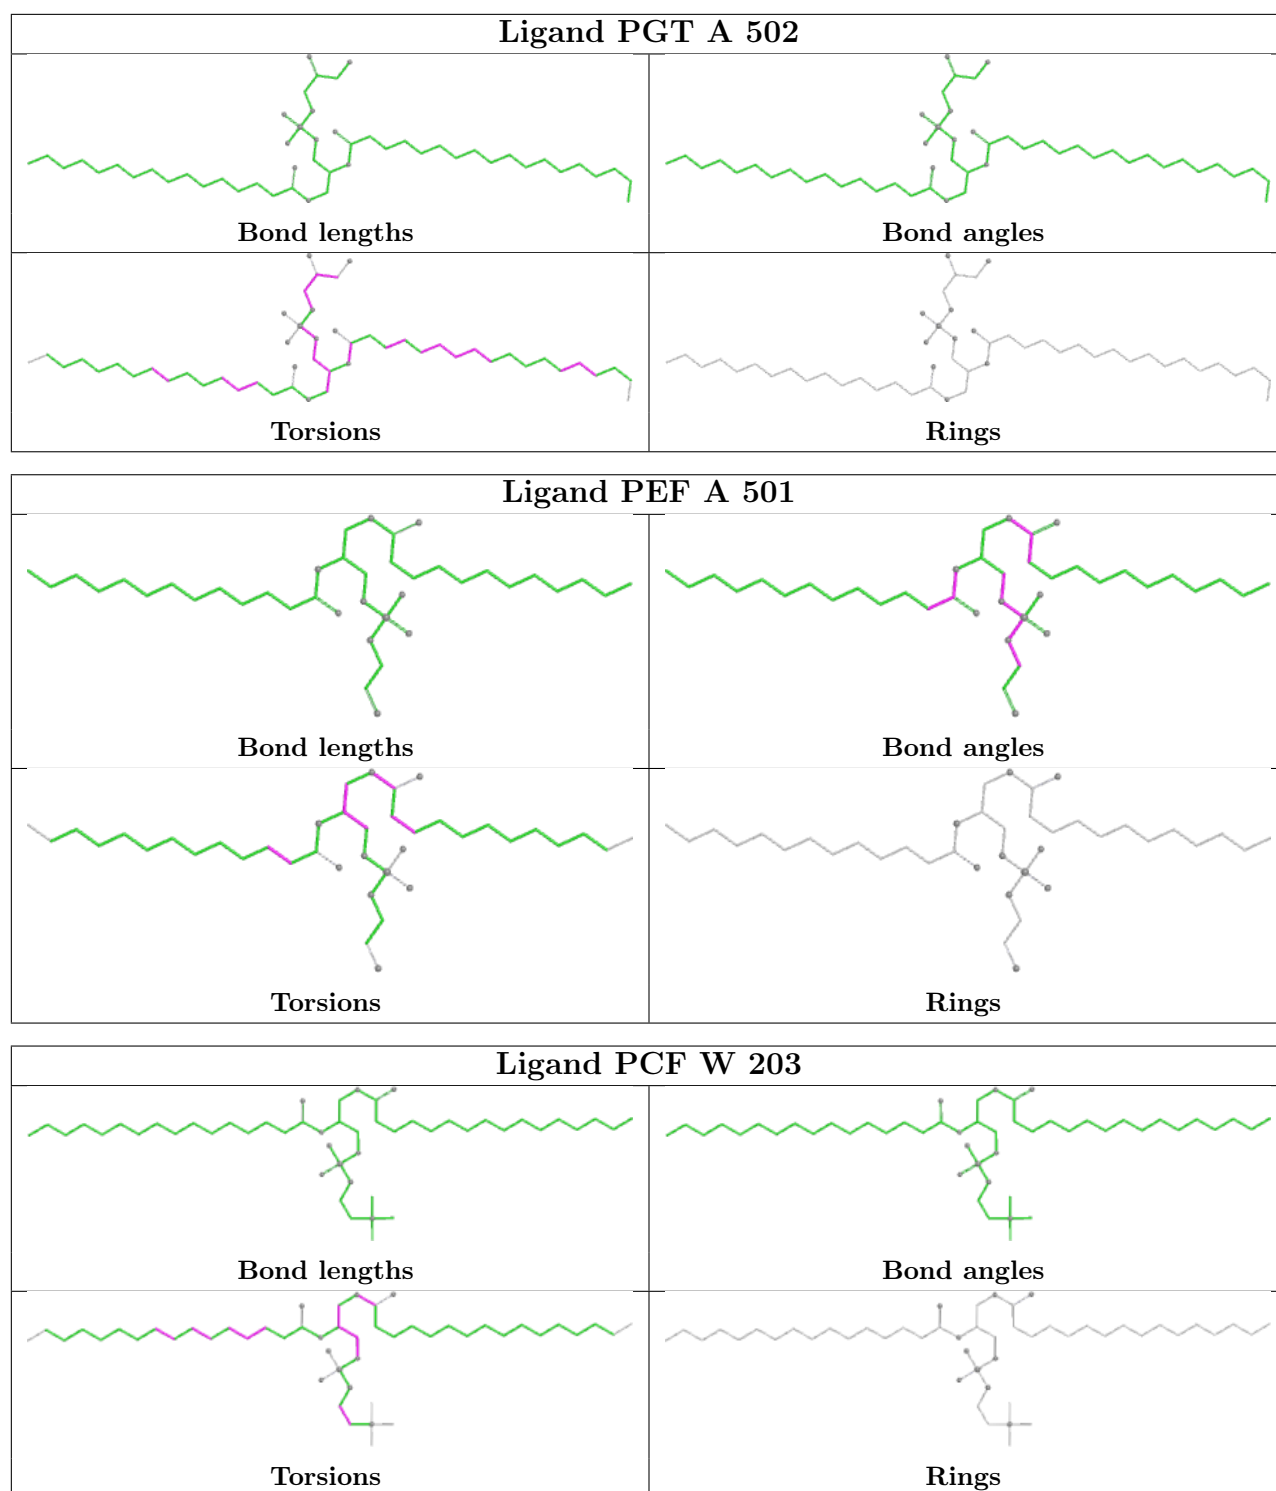 Ligand PGT A 502
Bond lengths
Bond angles
Torsions
Rings
Ligand PEF A 501
Bond lengths
Bond angles
Torsions
Rings
Ligand PCF W 203
Bond lengths
Bond angles
Torsions
Rings